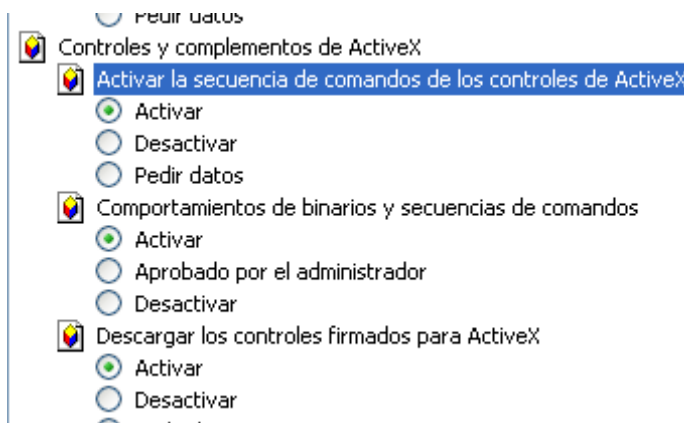 Pedir datos
Controles y complementos de ActiveX
Activar la secuencia de comandos de los controles de ActiveX
Activar
Desactivar
Pedir datos
Comportamientos de binarios y secuencias de comandos
Activar
Aprobado por el administrador
Desactivar
Descargar los controles firmados para ActiveX
Activar
Desactivar